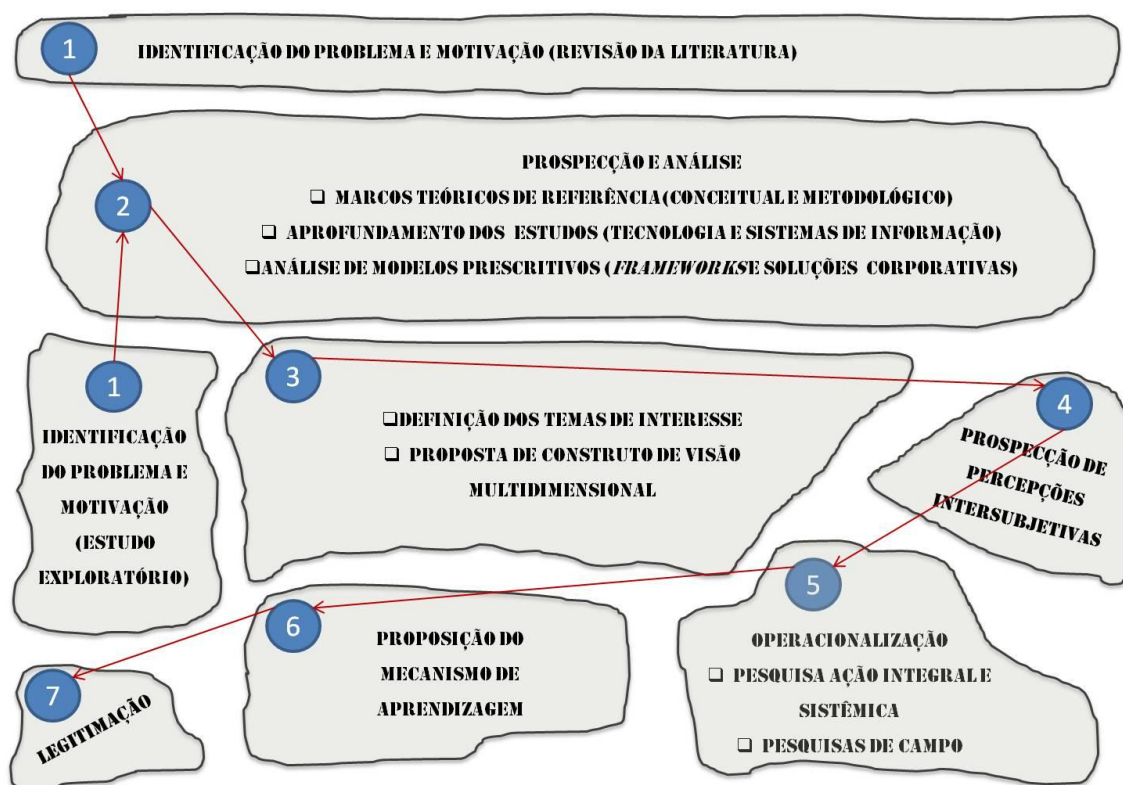 1
IDENTIFICAÇÃO DO PROBLEMA E MOTIVAÇÃO (REVISÃO DA LITERATURA)
2
PROSPECÇÃO E ANÁLISE
❑ MARCOS TEÓRICOS DE REFERÊNCIA (CONCEITUAL E METODOLÓGICO)
❑ APROFUNDAMENTO DOS ESTUDOS (TECNOLOGIA E SISTEMAS DE INFORMAÇÃO)
❑ANÁLISE DE MODELOS PRESCRITIVOS (FRAMEWORKS E SOLUÇÕES CORPORATIVAS)
1
IDENTIFICAÇÃO
DO PROBLEMA E
MOTIVAÇÃO
(ESTUDO
EXPLORATÓRIO)
3
❑DEFINIÇÃO DOS TEMAS DE INTERESSE
❑ PROPOSTA DE CONSTRUTO DE VISÃO
MULTIDIMENSIONAL
4
PROSPECÇÃO DE
PERCEPÇÕES
INTERSUBJETIVAS
5
OPERACIONALIZAÇÃO
❑ PESQUISA AÇÃO INTEGRAL E
SISTÊMICA
❑ PESQUISAS DE CAMPO
6
PROPOSIÇÃO DO
MECANISMO DE
APRENDIZAGEM
7
LEGITIMAÇÃO